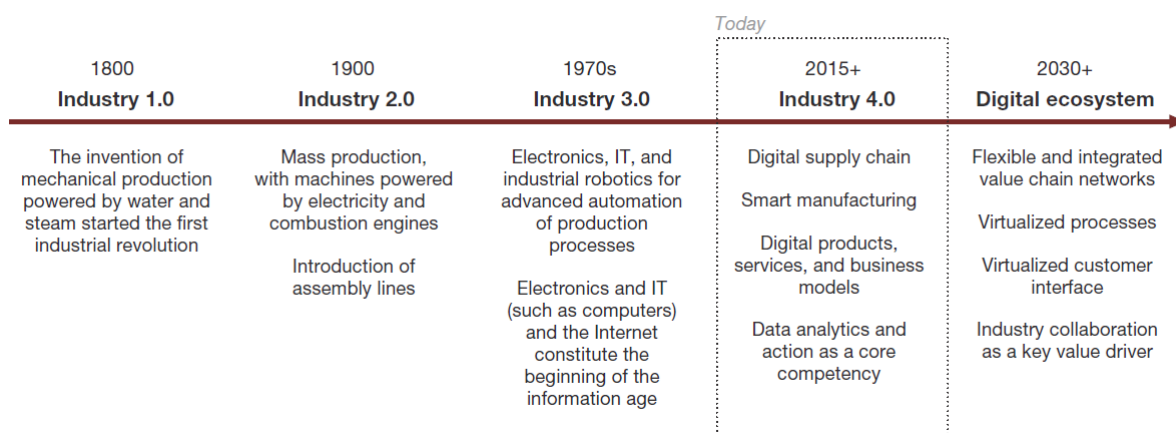 Today
1800
Industry 1.0
The invention of
mechanical production
powered by water and
steam started the first
industrial revolution
1900
Industry 2.0
Mass production,
with machines powered
by electricity and
combustion engines
Introduction of
assembly lines
1970s
Industry 3.0
Electronics, IT, and
industrial robotics for
advanced automation
of production
processes
Electronics and IT
(such as computers)
and the Internet
constitute the
beginning of the
information age
2015+
Industry 4.0
Digital supply chain
Smart manufacturing
Digital products,
services, and business
models
Data analytics and
action as a core
competency
2030+
Digital ecosystem
Flexible and integrated
value chain networks
Virtualized processes
Virtualized customer
interface
Industry collaboration
as a key value driver